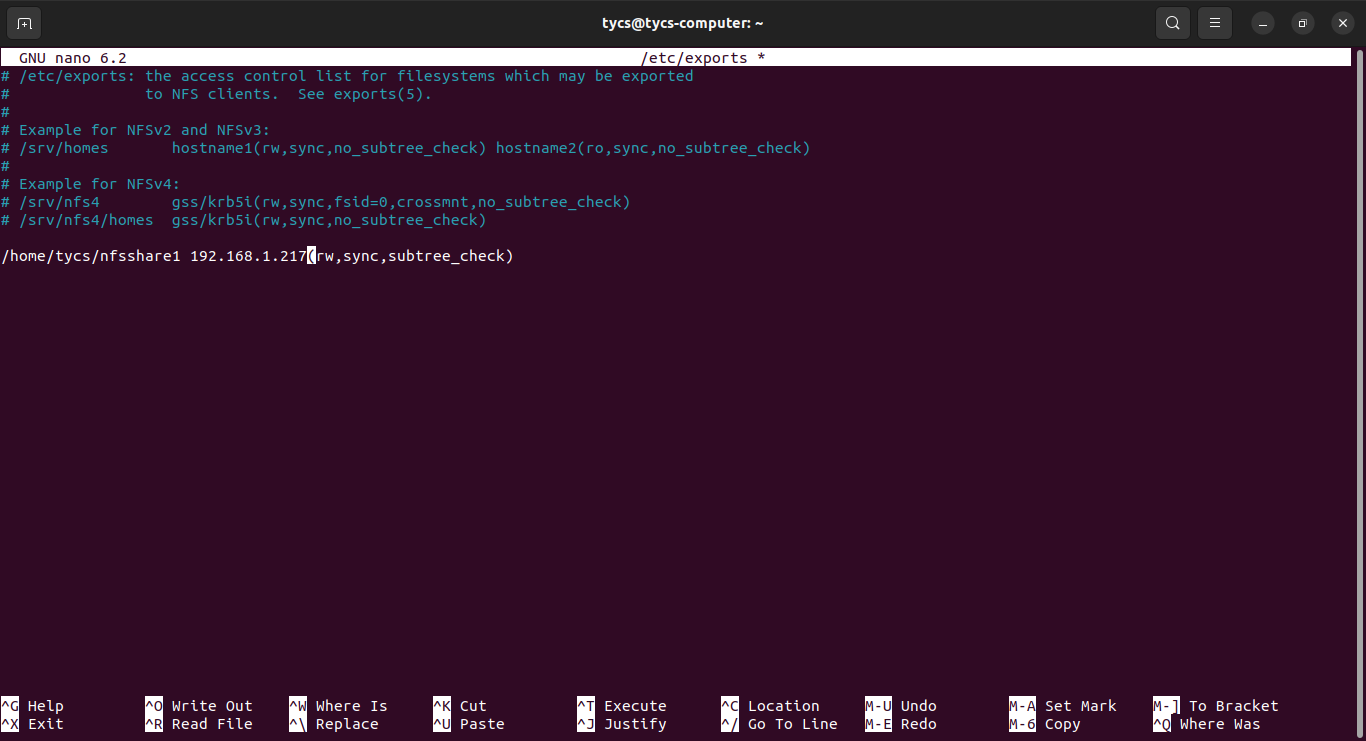 tycs@tycs-computer: ~
GNU nano 6.2 /etc/exports *
# /etc/exports: the access control list for filesystems which may be exported
#               to NFS clients.  See exports(5).
#
# Example for NFSv2 and NFSv3:
# /srv/homes       hostname1(rw,sync,no_subtree_check) hostname2(ro,sync,no_subtree_check)
#
# Example for NFSv4:
# /srv/nfs4        gss/krb5i(rw,sync,fsid=0,crossmnt,no_subtree_check)
# /srv/nfs4/homes  gss/krb5i(rw,sync,no_subtree_check)
/home/tycs/nfsshare1 192.168.1.217(rw,sync,subtree_check)
^G Help ^O Write Out ^W Where Is ^K Cut ^T Execute ^C Location M-U Undo M-A Set Mark M-] To Bracket
^X Exit ^R Read File ^\ Replace ^U Paste ^J Justify ^/ Go To Line M-E Redo M-6 Copy ^Q Where Was